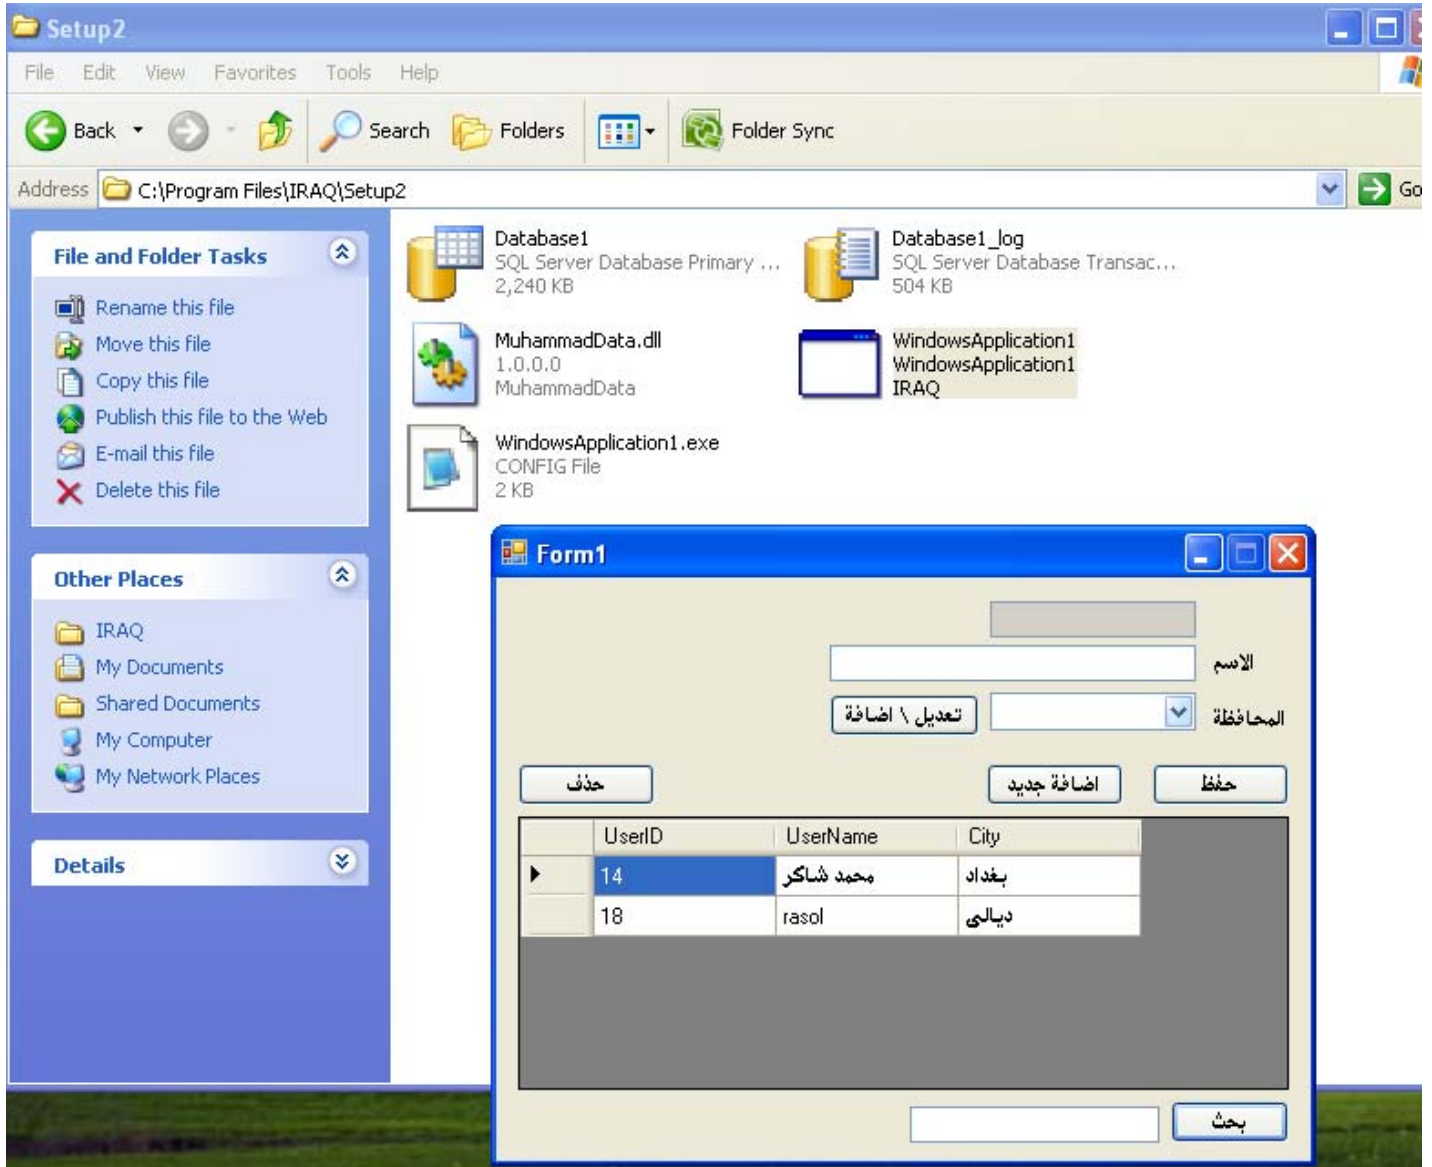 Setup2
File Edit View Favorites Tools Help
Back Search Folders Folder Sync
Address C:\Program Files\IRAQ\Setup2 Go
File and Folder Tasks
Rename this file
Move this file
Copy this file
Publish this file to the Web
E-mail this file
Delete this file
Other Places
IRAQ
My Documents
Shared Documents
My Computer
My Network Places
Details
Database1
SQL Server Database Primary ...
2,240 KB
Database1_log
SQL Server Database Transac...
504 KB
MuhammadData.dll
1.0.0.0
MuhammadData
WindowsApplication1
WindowsApplication1
IRAQ
WindowsApplication1.exe
CONFIG File
2 KB
Form1
الاسم
المحافظة
تعديل \ اضافة
حفظ
اضافة جديد
حذف
UserID UserName City
14 محمد شاكر بغداد
18 rasol ديالى
بحث